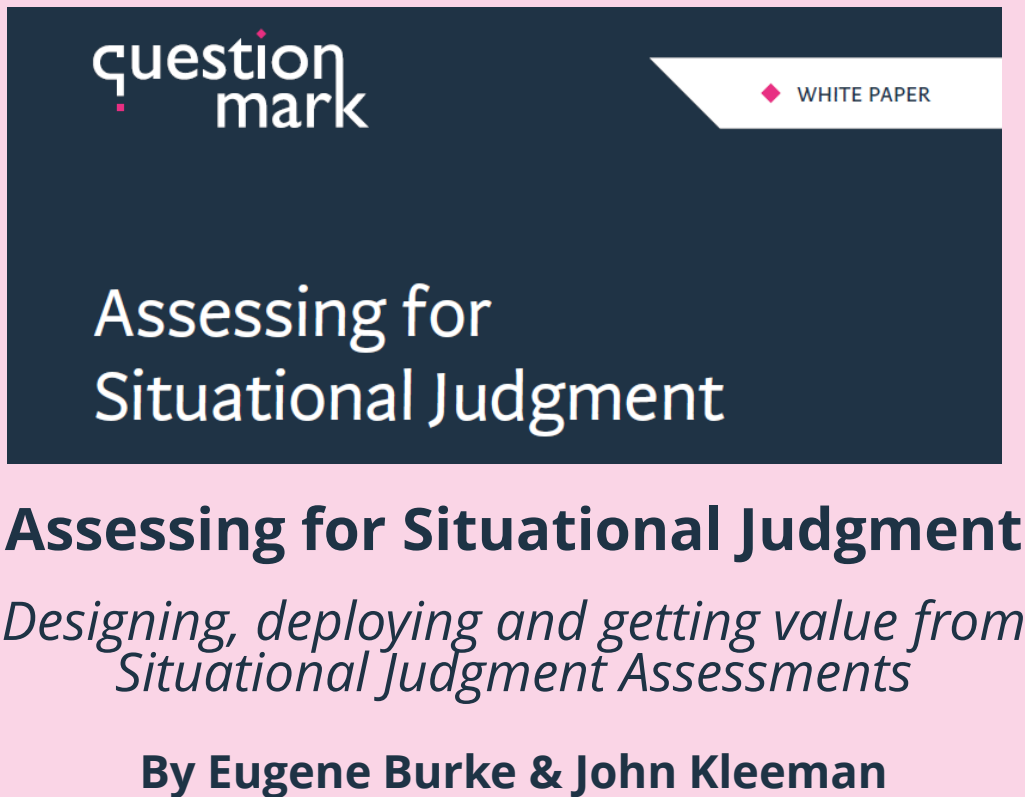 question
mark
WHITE PAPER
Assessing for
Situational Judgment
Assessing for Situational Judgment
Designing, deploying and getting value from
Situational Judgment Assessments
By Eugene Burke & John Kleeman